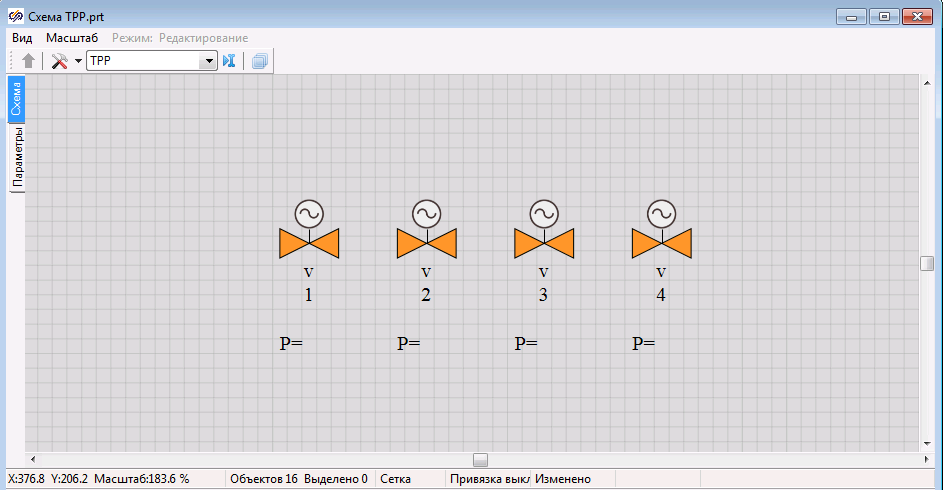 Схема TPP.prt
Вид Масштаб Режим: Редактирование
TPP
Схема
Параметры
v v v v
1 2 3 4
P= P= P= P=
X:376.8 Y:206.2 Масштаб:183.6 % Объектов 16 Выделено 0 Сетка Привязка выкл Изменено